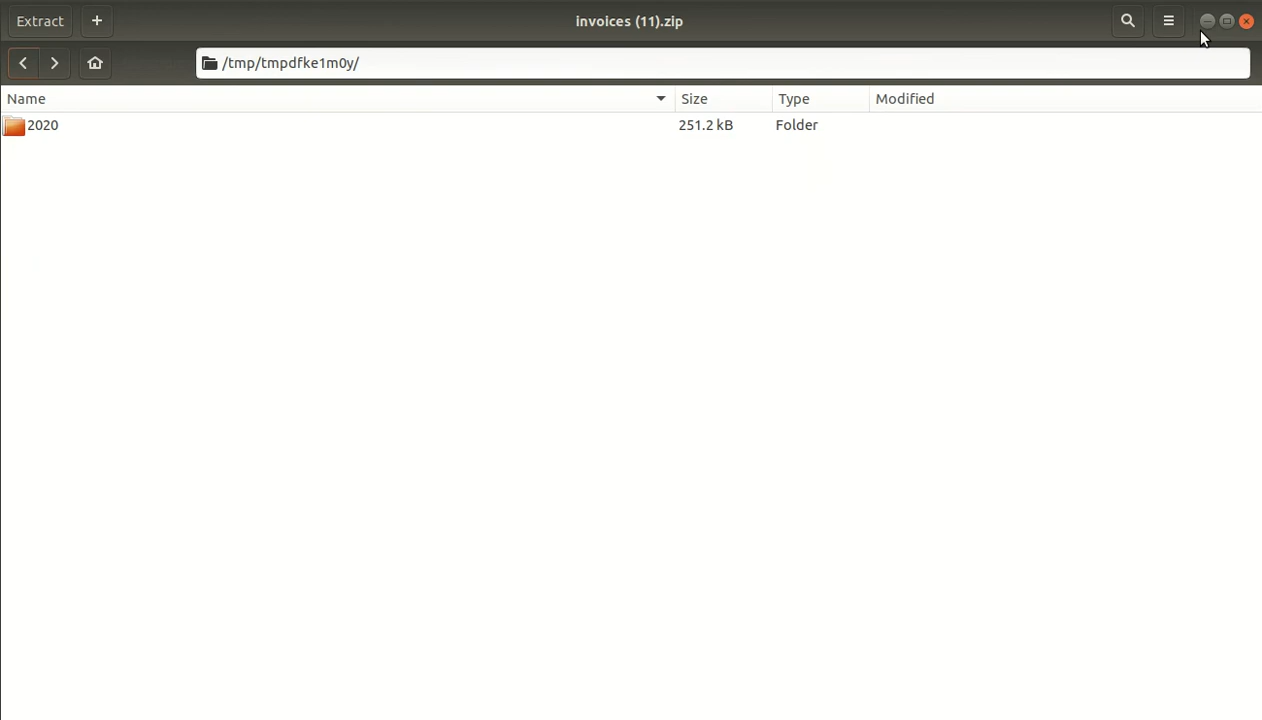 Extract + invoices (11).zip
/tmp/tmpdfke1m0y/
Name Size Type Modified
2020 251.2 kB Folder